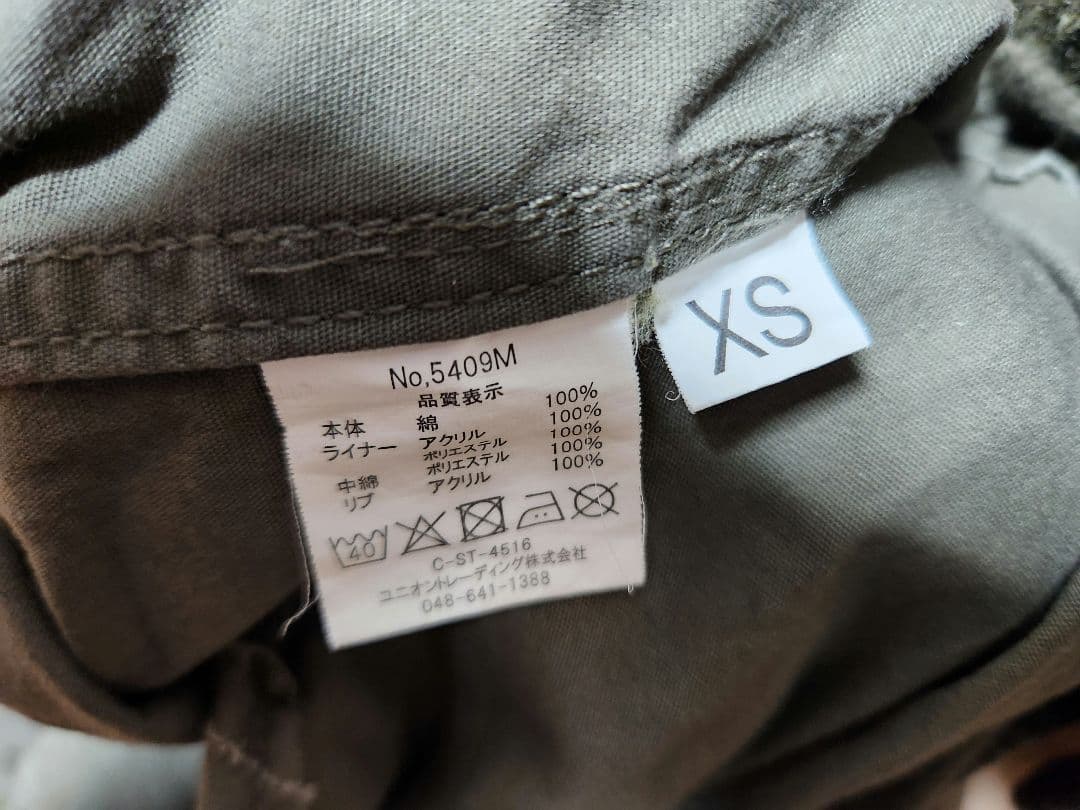 No,5409M
品質表示
本体 綿 100%
ライナー アクリル 100%
ポリエステル 100%
中綿 ポリエステル 100%
リブ アクリル 100%
40
C-ST-4516
ユニオントレーディング株式会社
048-641-1388
XS